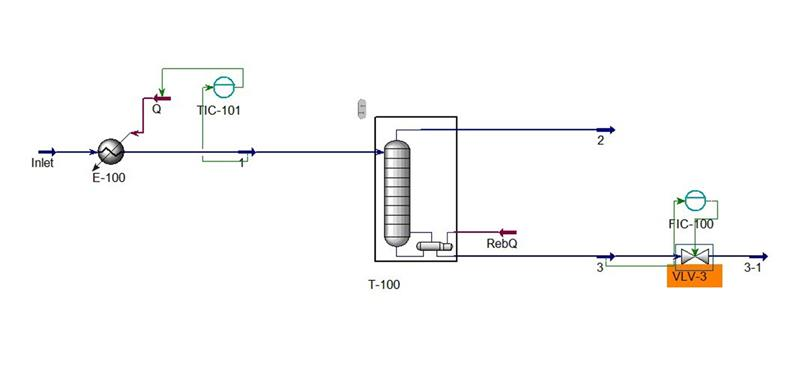 Q
TIC-101
Inlet
E-100
1
2
FIC-100
RebQ
3
VLV-3
3-1
T-100